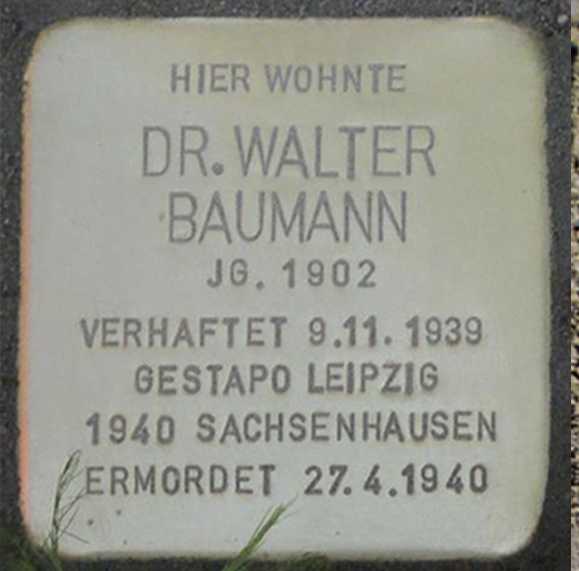 HIER WOHNTE
DR. WALTER
BAUMANN
JG. 1902
VERHAFTET 9.11.1939
GESTAPO LEIPZIG
1940 SACHSENHAUSEN
ERMORDET 27.4.1940